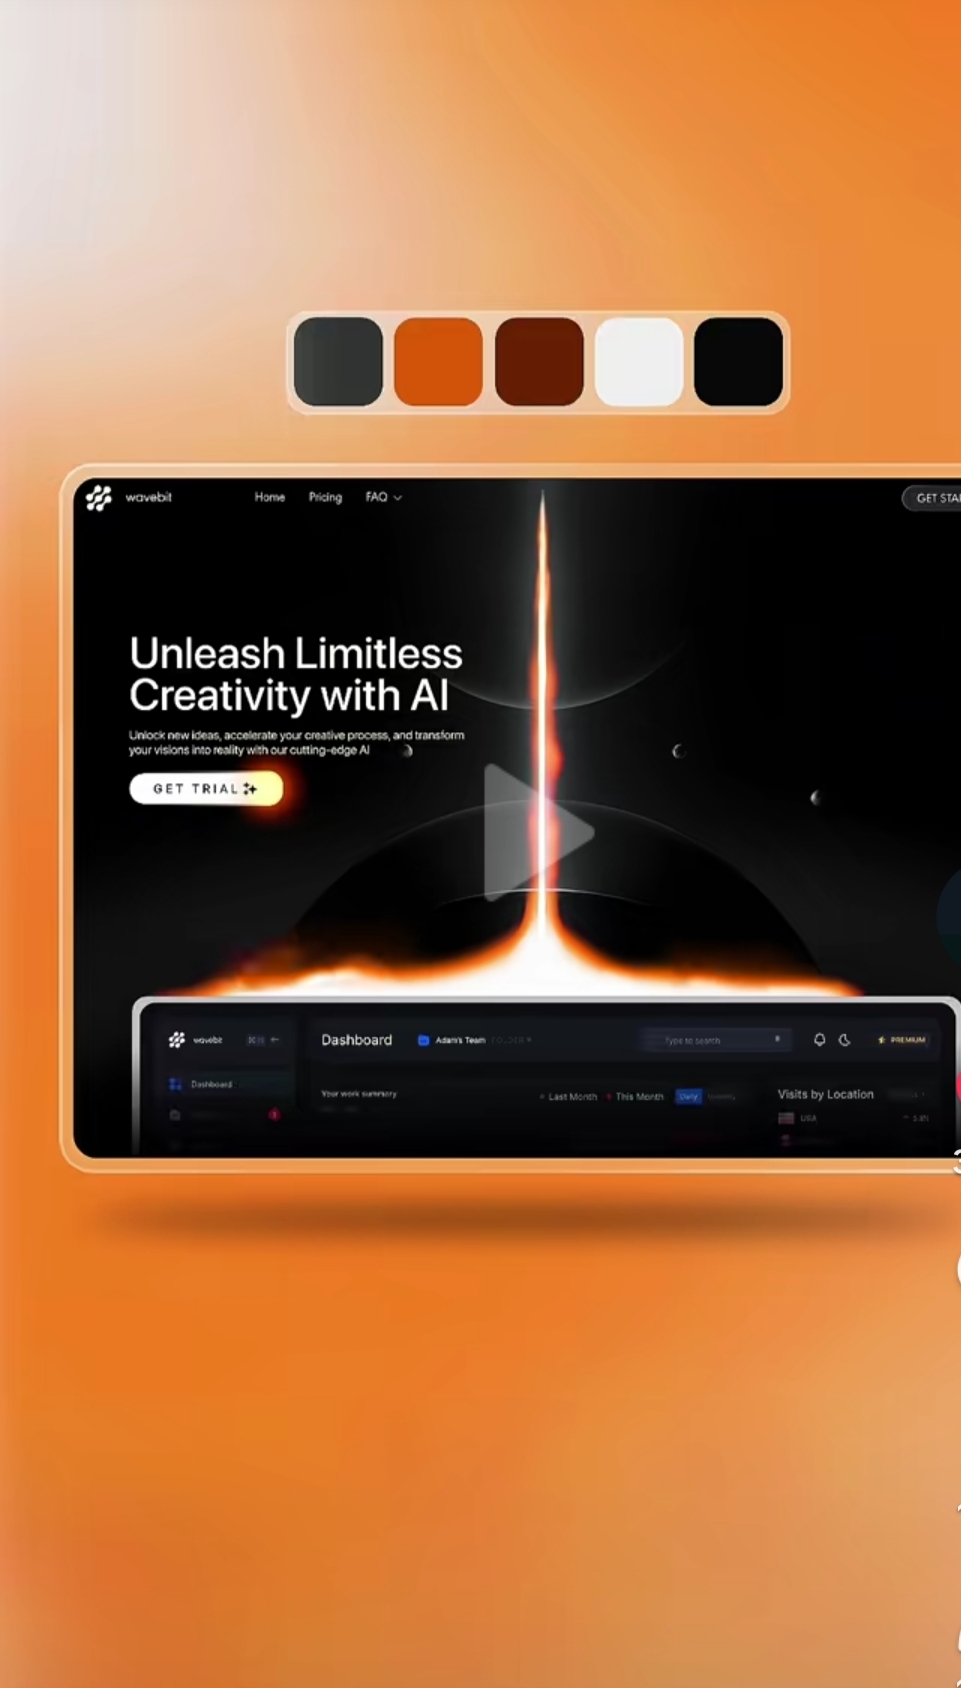 wavebit
Home Pricing FAQ
GET STA
Unleash Limitless
Creativity with AI
Unlock new ideas, accelerate your creative process, and transform
your visions into reality with our cutting-edge AI
GET TRIAL
wavebit
Dashboard Adam's Team FOLDER
Type to search
PREMIUM
Dashboard
Your work summary
Last Month This Month Daily
Visits by Location
USA